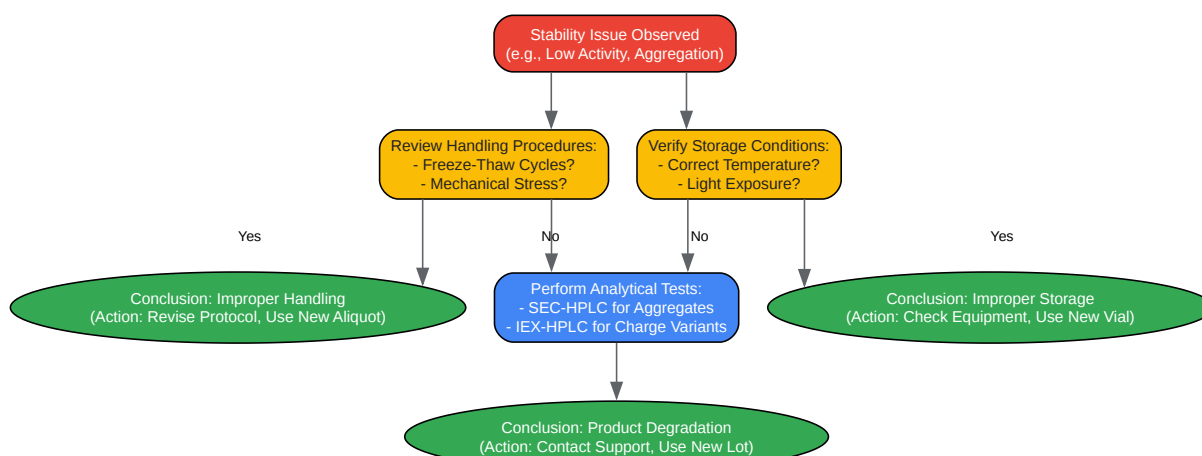 Stability Issue Observed
(e.g., Low Activity, Aggregation)
Review Handling Procedures:
- Freeze-Thaw Cycles?
- Mechanical Stress?
Verify Storage Conditions:
- Correct Temperature?
- Light Exposure?
Yes
No
No
Yes
Conclusion: Improper Handling
(Action: Revise Protocol, Use New Aliquot)
Perform Analytical Tests:
- SEC-HPLC for Aggregates
- IEX-HPLC for Charge Variants
Conclusion: Improper Storage
(Action: Check Equipment, Use New Vial)
Conclusion: Product Degradation
(Action: Contact Support, Use New Lot)